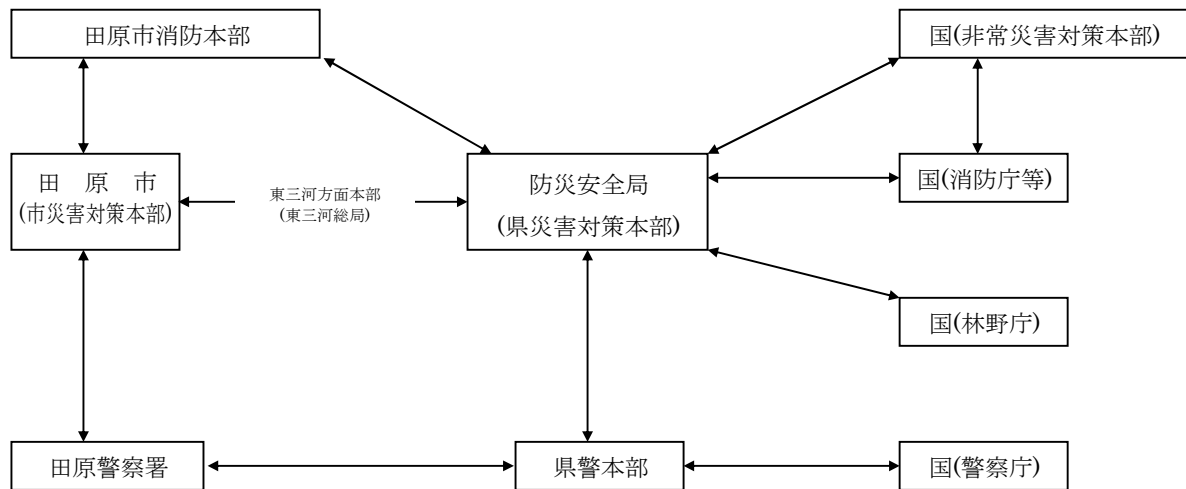 田原市消防本部
国(非常災害対策本部)
田　原　市
(市災害対策本部)
東三河方面本部
(東三河総局)
防災安全局
(県災害対策本部)
国(消防庁等)
国(林野庁)
田原警察署
県警本部
国(警察庁)